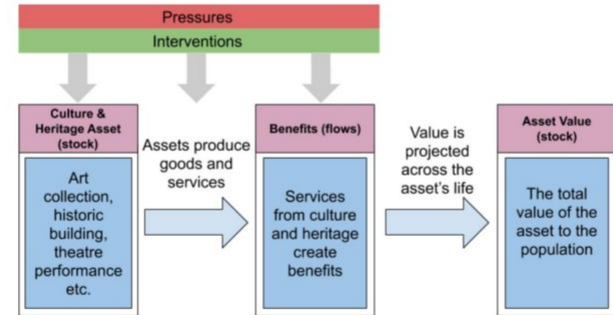 Pressures
Interventions
Culture &
Heritage Asset
(stock)
Art
collection,
historic
building,
theatre
performance
etc.
Assets produce
goods and
services
Benefits (flows)
Services
from culture
and heritage
create
benefits
Value is
projected
across the
asset's life
Asset Value
(stock)
The total
value of the
asset to the
population